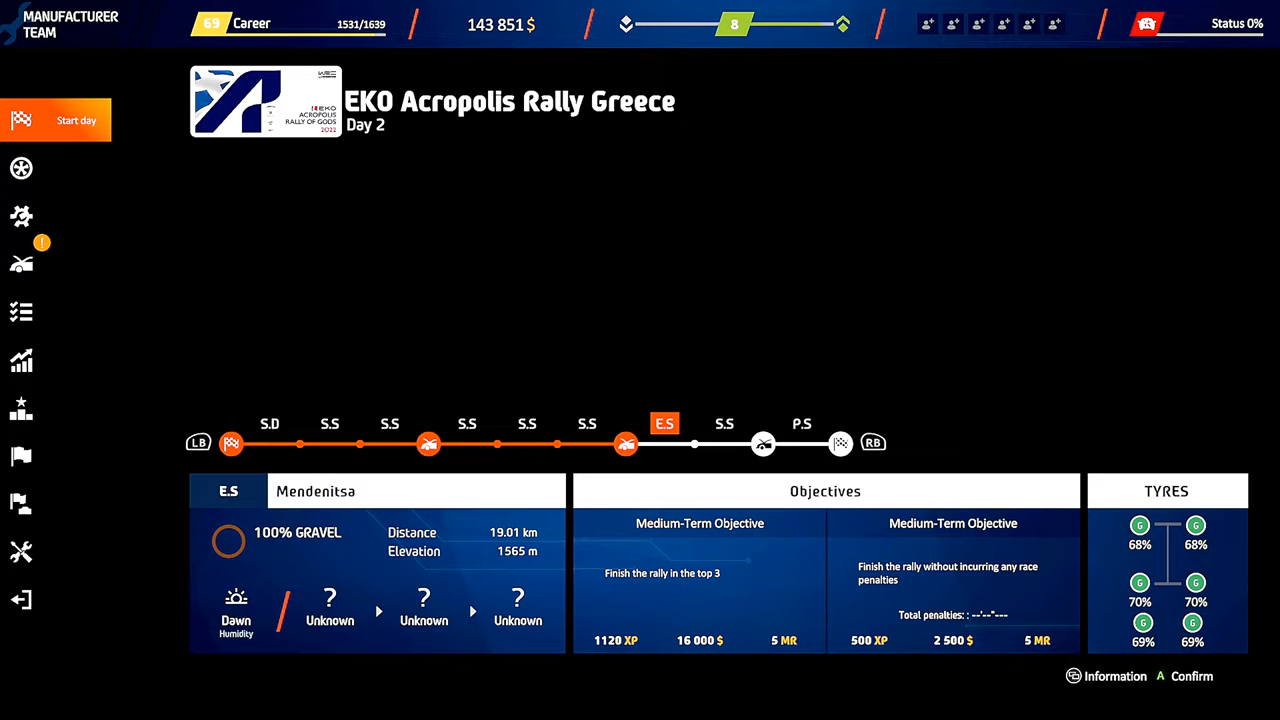 MANUFACTURER
TEAM
69 Career 1531/1639
143 851 $
8
Status 0%
EKO
ACROPOLIS
RALLY OF GODS
2022
EKO Acropolis Rally Greece
Day 2
Start day
!
S.D S.S S.S S.S S.S S.S E.S S.S P.S
LB RB
E.S Mendenitsa
100% GRAVEL
Distance 19.01 km
Elevation 1565 m
Dawn
Humidity
? ? ?
Unknown Unknown Unknown
Objectives
Medium-Term Objective
Finish the rally in the top 3
1120 XP 16 000 $ 5 MR
Medium-Term Objective
Finish the rally without incurring any race
penalties
Total penalties: : --'--"---
500 XP 2 500 $ 5 MR
TYRES
G G
68% 68%
G G
70% 70%
G G
69% 69%
Information A Confirm